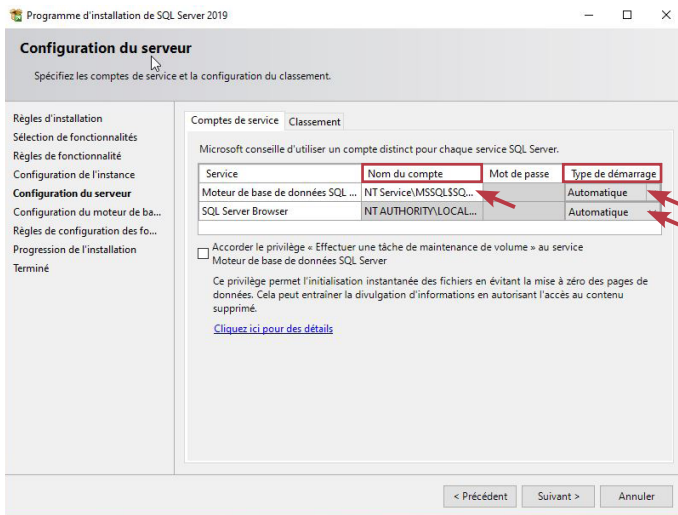 Programme d'installation de SQL Server 2019
Configuration du serveur
Spécifiez les comptes de service et la configuration du classement.
Règles d'installation
Sélection de fonctionnalités
Règles de fonctionnalité
Configuration de l'instance
Configuration du serveur
Configuration du moteur de ba...
Règles de configuration des fo...
Progression de l'installation
Terminé
Comptes de service Classement
Microsoft conseille d'utiliser un compte distinct pour chaque service SQL Server.
Service Nom du compte Mot de passe Type de démarrage
Moteur de base de données SQL ... NT Service\MSSQL$SQ... Automatique
SQL Server Browser NT AUTHORITY\LOCAL... Automatique
Accorder le privilège « Effectuer une tâche de maintenance de volume » au service
Moteur de base de données SQL Server
Ce privilège permet l'initialisation instantanée des fichiers en évitant la mise à zéro des pages de
données. Cela peut entraîner la divulgation d'informations en autorisant l'accès au contenu
supprimé.
Cliquez ici pour des détails
< Précédent Suivant > Annuler